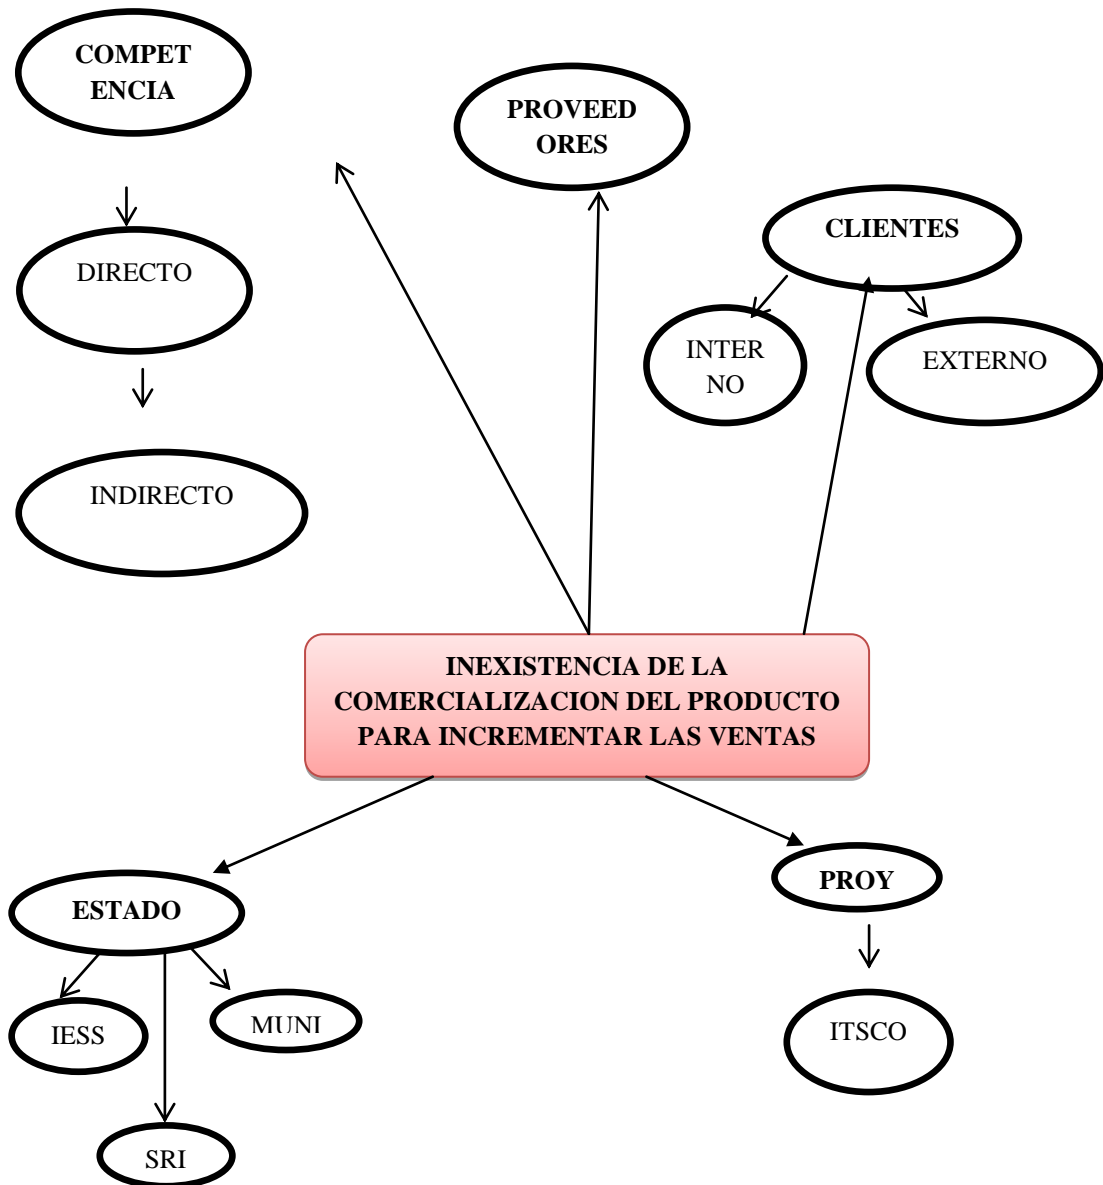 COMPET
ENCIA
PROVEED
ORES
CLIENTES
DIRECTO
INTER
NO
EXTERNO
INDIRECTO
INEXISTENCIA DE LA
COMERCIALIZACION DEL PRODUCTO
PARA INCREMENTAR LAS VENTAS
ESTADO
PROY
IESS
MUNI
ITSCO
SRI